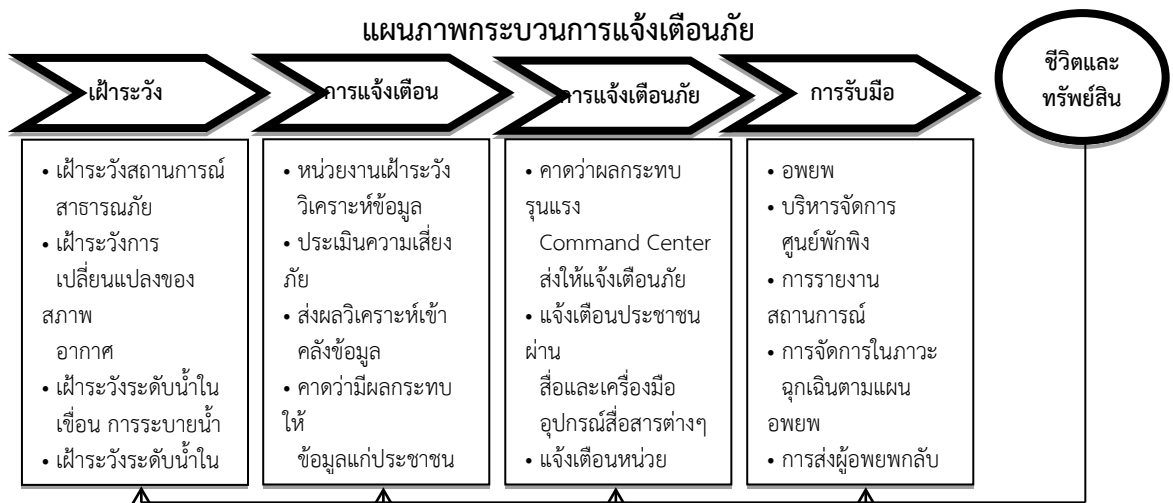 แผนภาพกระบวนการแจ้งเตือนภัย
เฝ้าระวัง
การแจ้งเตือน
การแจ้งเตือนภัย
การรับมือ
ชีวิตและ
ทรัพย์สิน
• เฝ้าระวังสถานการณ์
สาธารณภัย
• เฝ้าระวังการ
เปลี่ยนแปลงของ
สภาพ
อากาศ
• เฝ้าระวังระดับน้ำใน
เขื่อน การระบายน้ำ
• เฝ้าระวังระดับน้ำใน
• หน่วยงานเฝ้าระวัง
วิเคราะห์ข้อมูล
• ประเมินความเสี่ยง
ภัย
• ส่งผลวิเคราะห์เข้า
คลังข้อมูล
• คาดว่ามีผลกระทบ
ให้
ข้อมูลแก่ประชาชน
• คาดว่าผลกระทบ
รุนแรง
Command Center
ส่งให้แจ้งเตือนภัย
• แจ้งเตือนประชาชน
ผ่าน
สื่อและเครื่องมือ
อุปกรณ์สื่อสารต่างๆ
• แจ้งเตือนหน่วย
• อพยพ
• บริหารจัดการ
ศูนย์พักพิง
• การรายงาน
สถานการณ์
• การจัดการในภาวะ
ฉุกเฉินตามแผน
อพยพ
• การส่งผู้อพยพกลับ